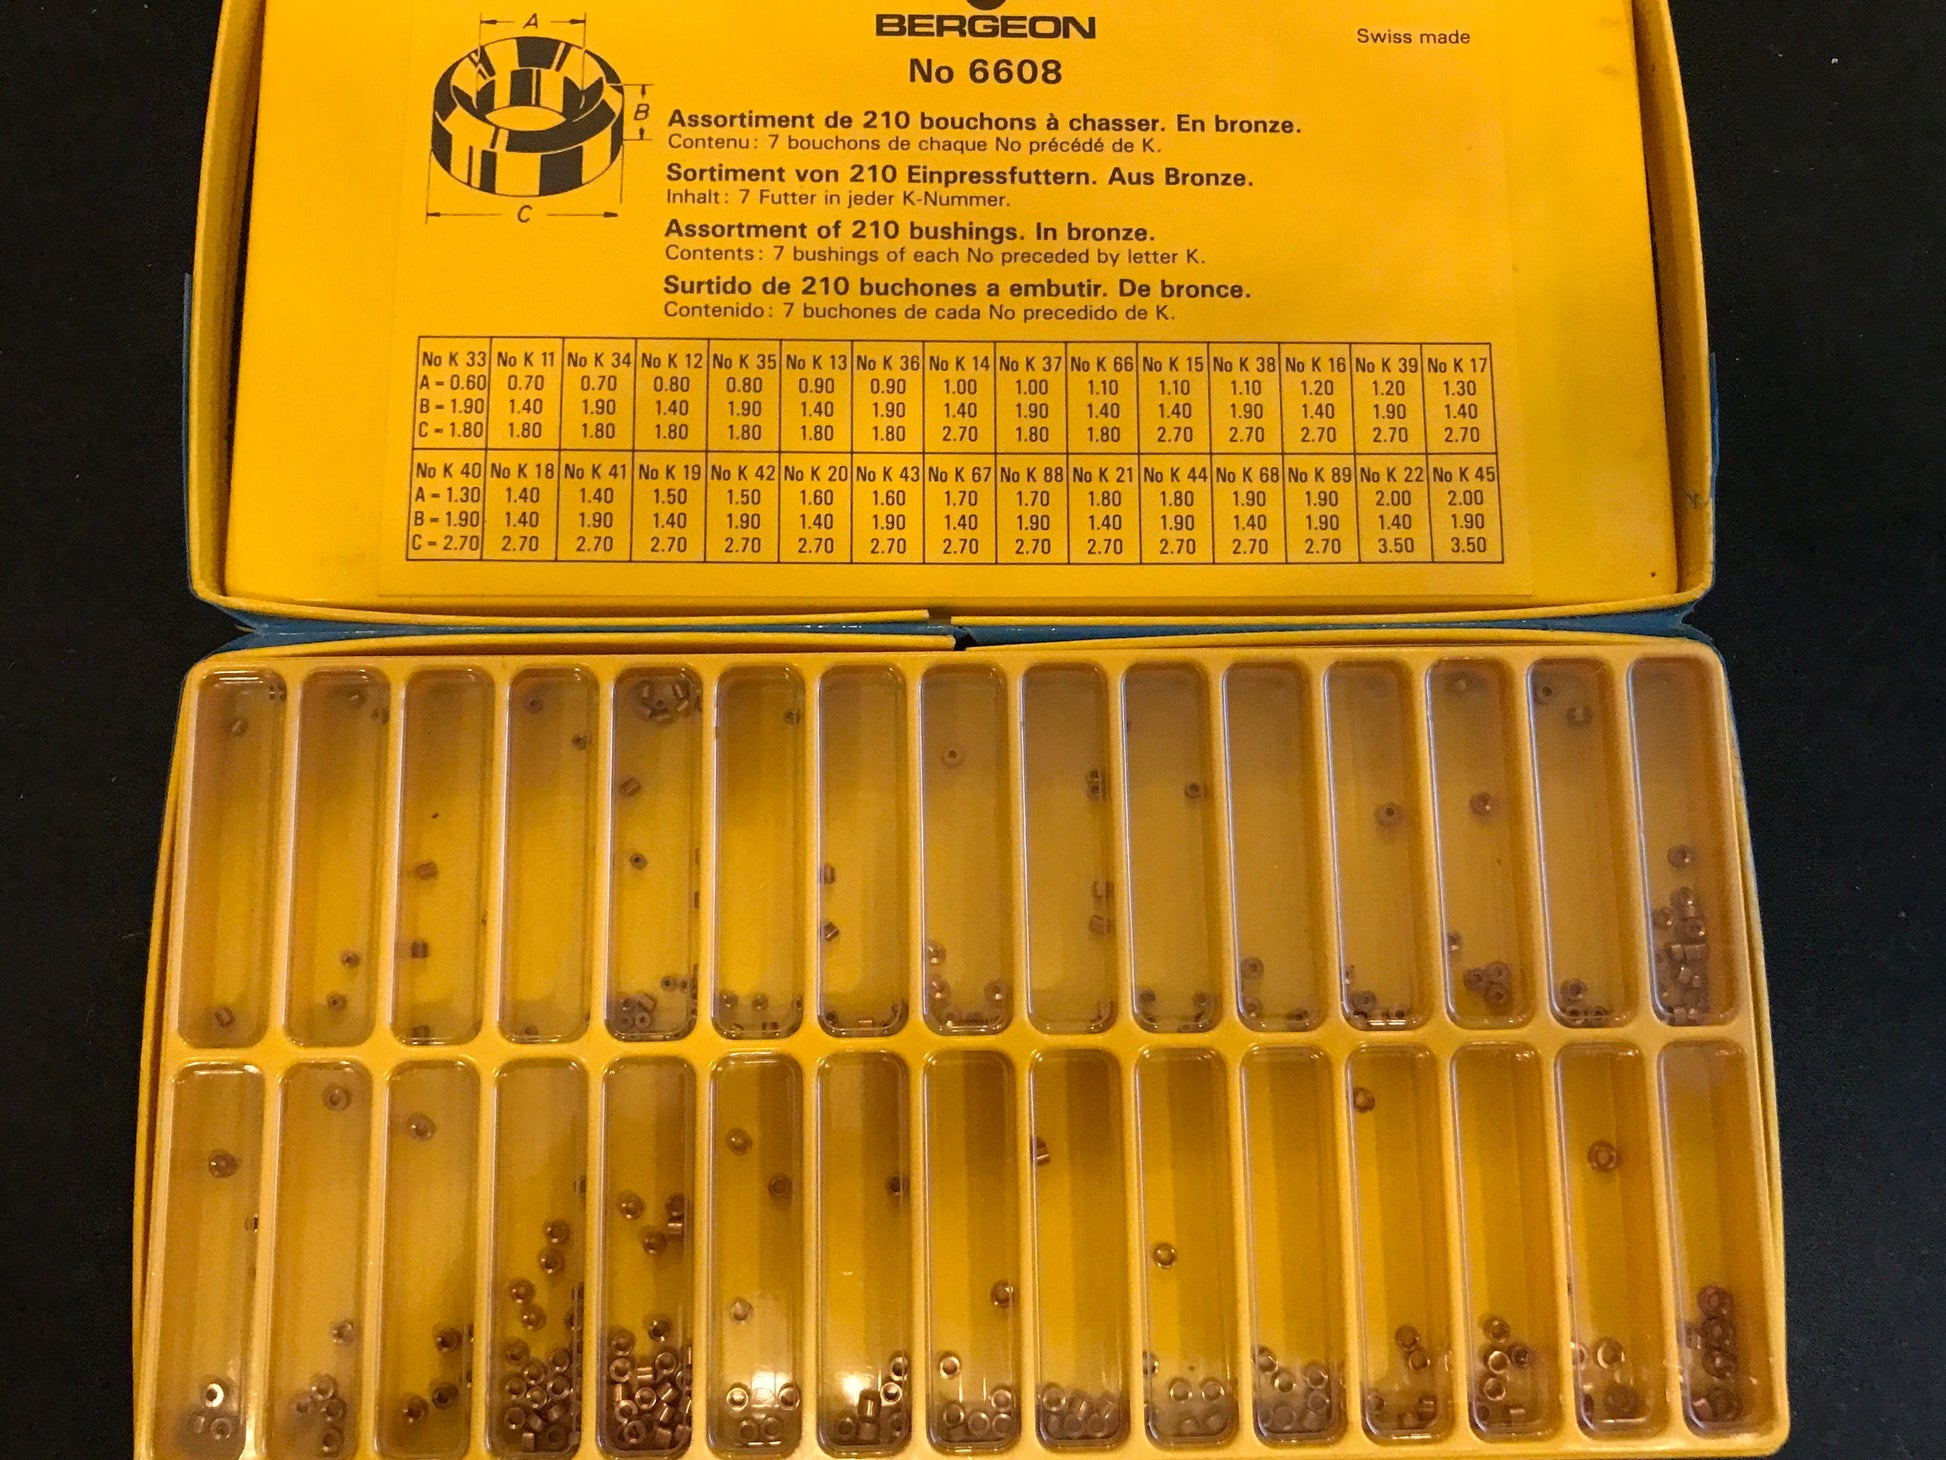 A
B
C
BERGEON
Swiss made
No 6608
Assortiment de 210 bouchons à chasser. En bronze.
Contenu: 7 bouchons de chaque No précédé de K.
Sortiment von 210 Einpressfuttern. Aus Bronze.
Inhalt: 7 Futter in jeder K-Nummer.
Assortment of 210 bushings. In bronze.
Contents: 7 bushings of each No preceded by letter K.
Surtido de 210 buchones a embutir. De bronce.
Contenido: 7 buchones de cada No precedido de K.
No K 33 No K 11 No K 34 No K 12 No K 35 No K 13 No K 36 No K 14 No K 37 No K 66 No K 15 No K 38 No K 16 No K 39 No K 17
A = 0.60 0.70 0.70 0.80 0.80 0.90 0.90 1.00 1.00 1.10 1.10 1.10 1.20 1.20 1.30
B = 1.90 1.40 1.90 1.40 1.90 1.40 1.90 1.40 1.90 1.40 1.40 1.90 1.40 1.90 1.40
C = 1.80 1.80 1.80 1.80 1.80 1.80 1.80 2.70 1.80 1.80 2.70 2.70 2.70 2.70 2.70
No K 40 No K 18 No K 41 No K 19 No K 42 No K 20 No K 43 No K 67 No K 88 No K 21 No K 44 No K 68 No K 89 No K 22 No K 45
A = 1.30 1.40 1.40 1.50 1.50 1.60 1.60 1.70 1.70 1.80 1.80 1.90 1.90 2.00 2.00
B = 1.90 1.40 1.90 1.40 1.90 1.40 1.90 1.40 1.90 1.40 1.90 1.40 1.90 1.40 1.90
C = 2.70 2.70 2.70 2.70 2.70 2.70 2.70 2.70 2.70 2.70 2.70 2.70 2.70 3.50 3.50